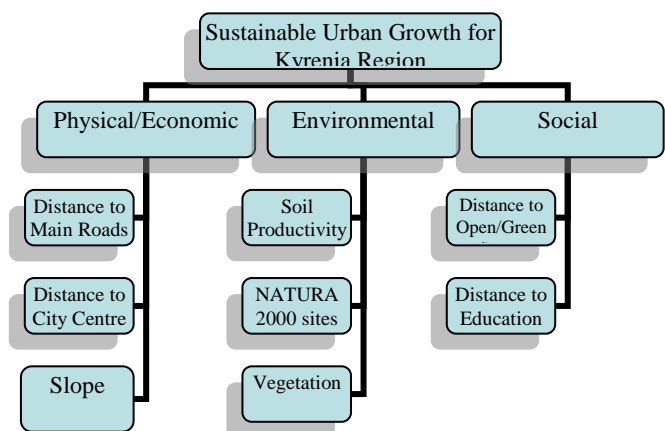 Sustainable Urban Growth for
Kyrenia Region
Physical/Economic
Environmental
Social
Distance to
Main Roads
Soil
Productivity
Distance to
Open/Green
Distance to
City Centre
NATURA
2000 sites
Distance to
Education
Slope
Vegetation